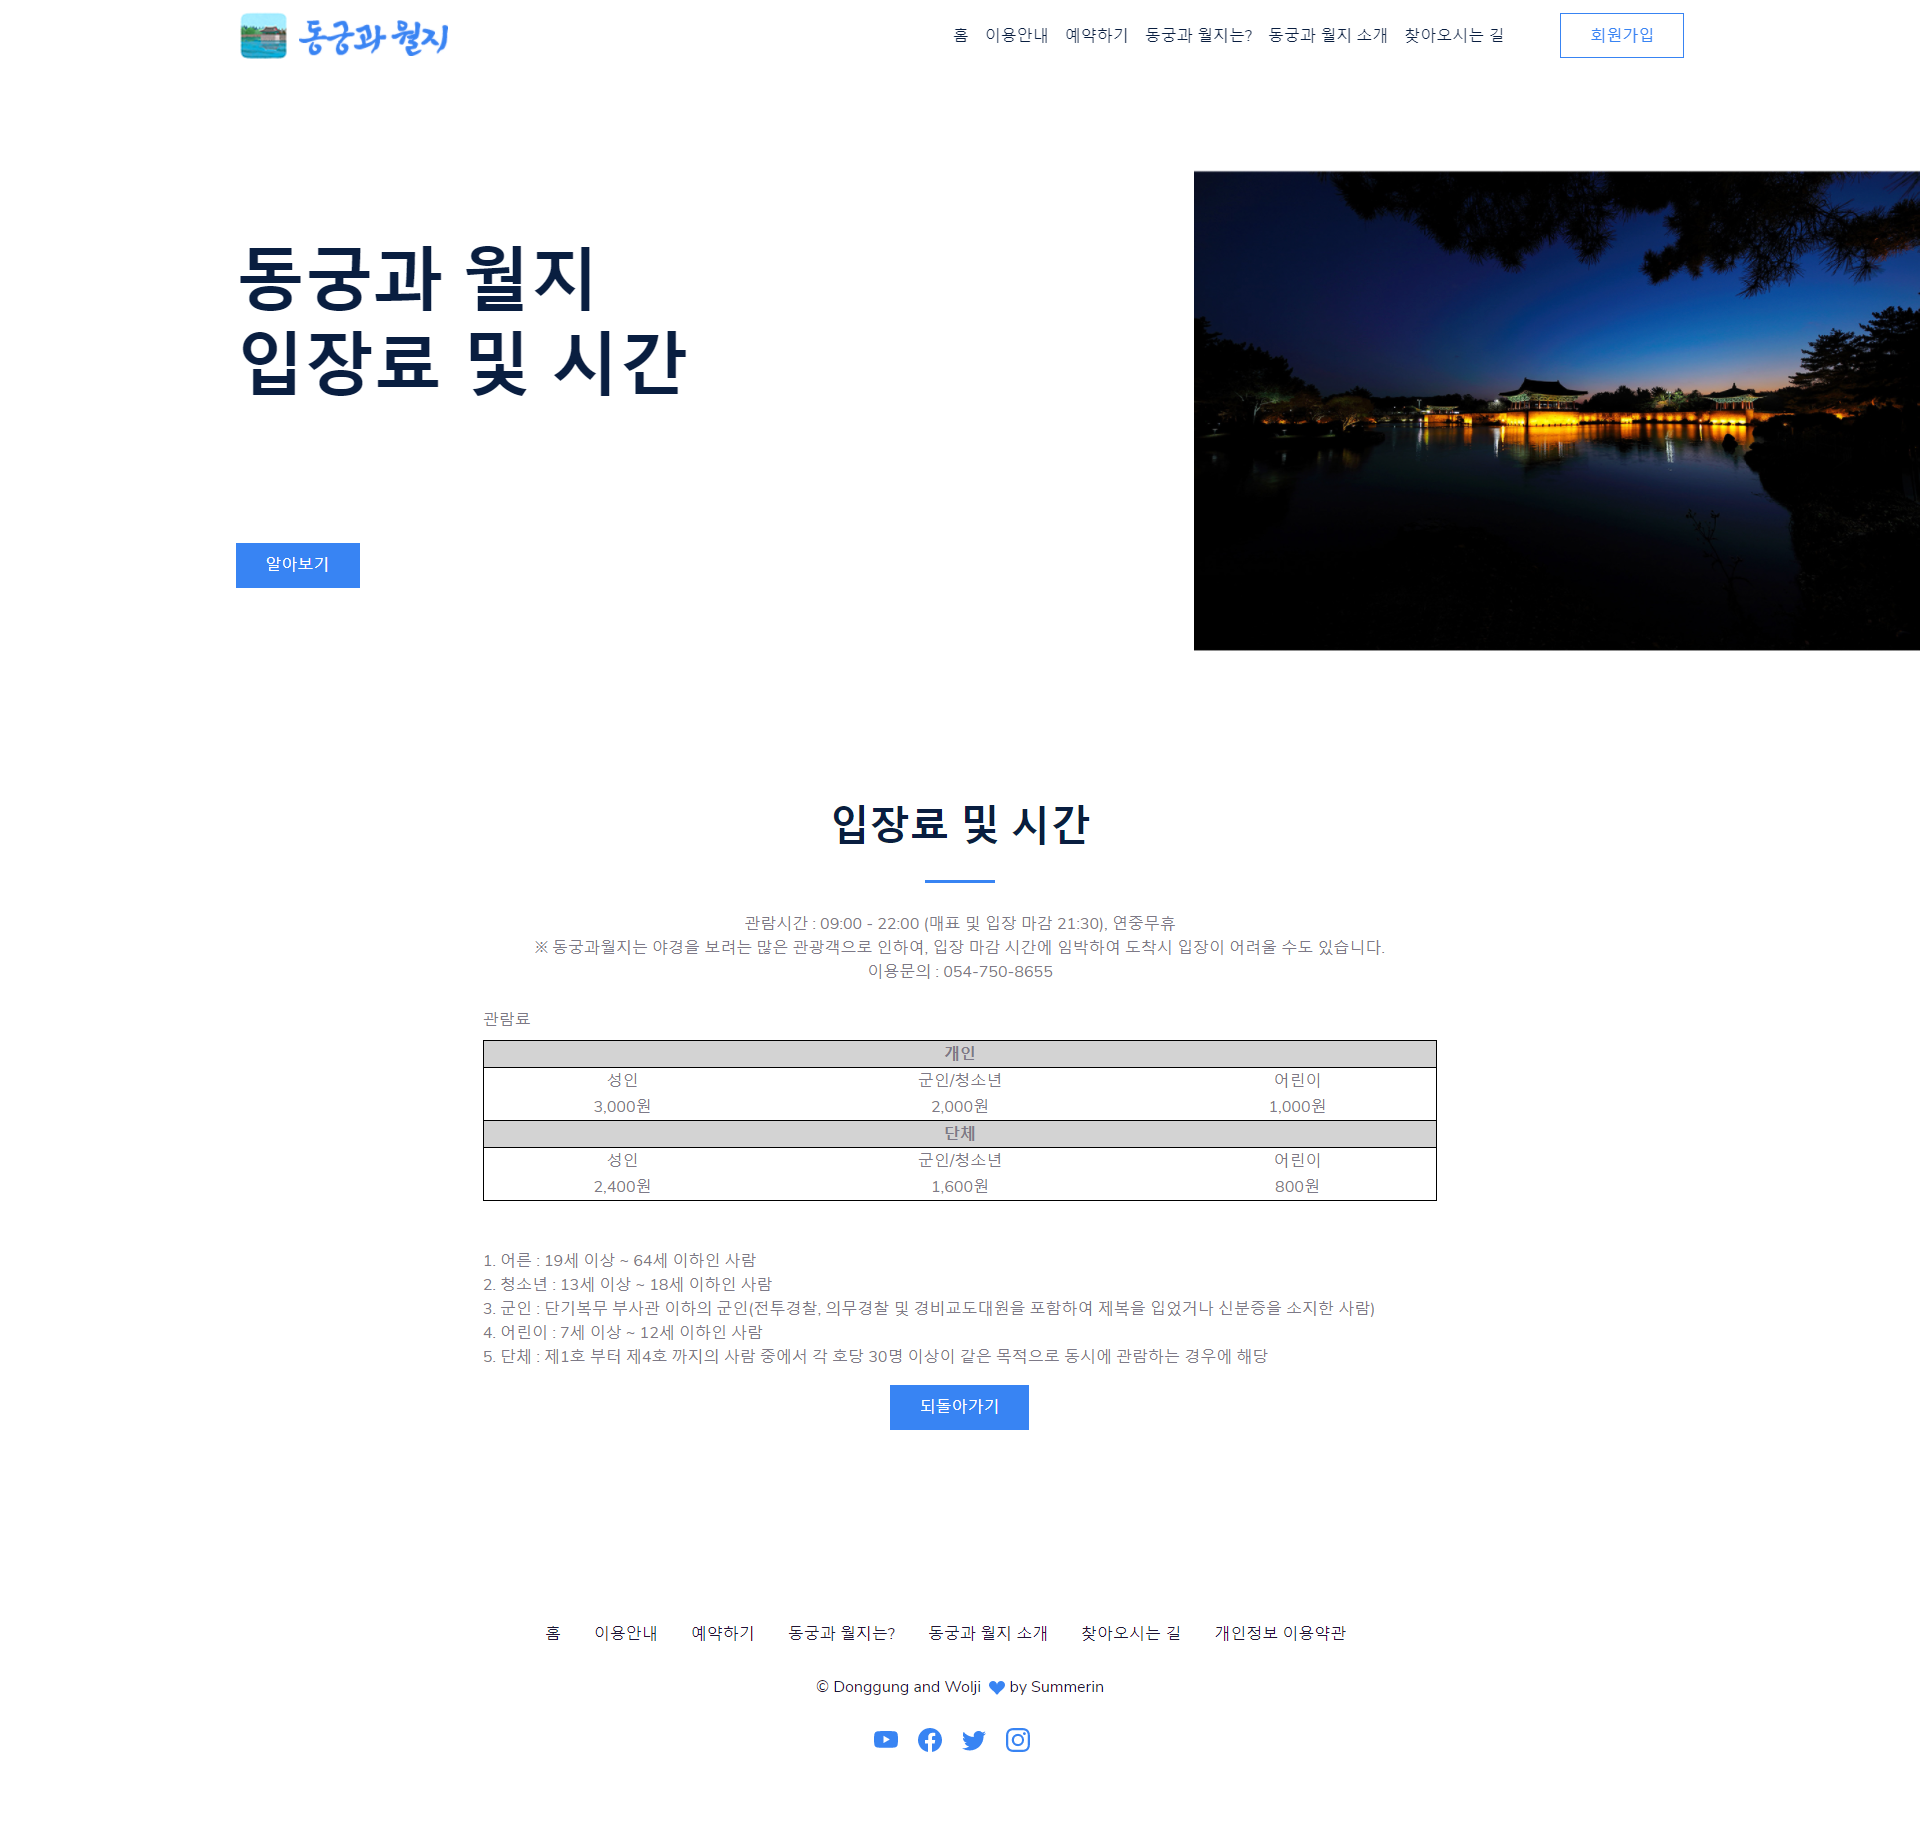 동궁과 월지
홈 이용안내 예약하기 동궁과 월지는? 동궁과 월지 소개 찾아오시는 길 회원가입
동궁과 월지
입장료 및 시간
알아보기
입장료 및 시간
관람시간 : 09:00 - 22:00 (매표 및 입장 마감 21:30), 연중무휴
※ 동궁과월지는 야경을 보려는 많은 관광객으로 인하여, 입장 마감 시간에 임박하여 도착시 입장이 어려울 수도 있습니다.
이용문의 : 054-750-8655
관람료
개인
성인 군인/청소년 어린이
3,000원 2,000원 1,000원
단체
성인 군인/청소년 어린이
2,400원 1,600원 800원
1. 어른 : 19세 이상 ~ 64세 이하인 사람
2. 청소년 : 13세 이상 ~ 18세 이하인 사람
3. 군인 : 단기복무 부사관 이하의 군인(전투경찰, 의무경찰 및 경비교도대원을 포함하여 제복을 입었거나 신분증을 소지한 사람)
4. 어린이 : 7세 이상 ~ 12세 이하인 사람
5. 단체 : 제1호 부터 제4호 까지의 사람 중에서 각 호당 30명 이상이 같은 목적으로 동시에 관람하는 경우에 해당
되돌아가기
홈 이용안내 예약하기 동궁과 월지는? 동궁과 월지 소개 찾아오시는 길 개인정보 이용약관
© Donggung and Wolji by Summerin